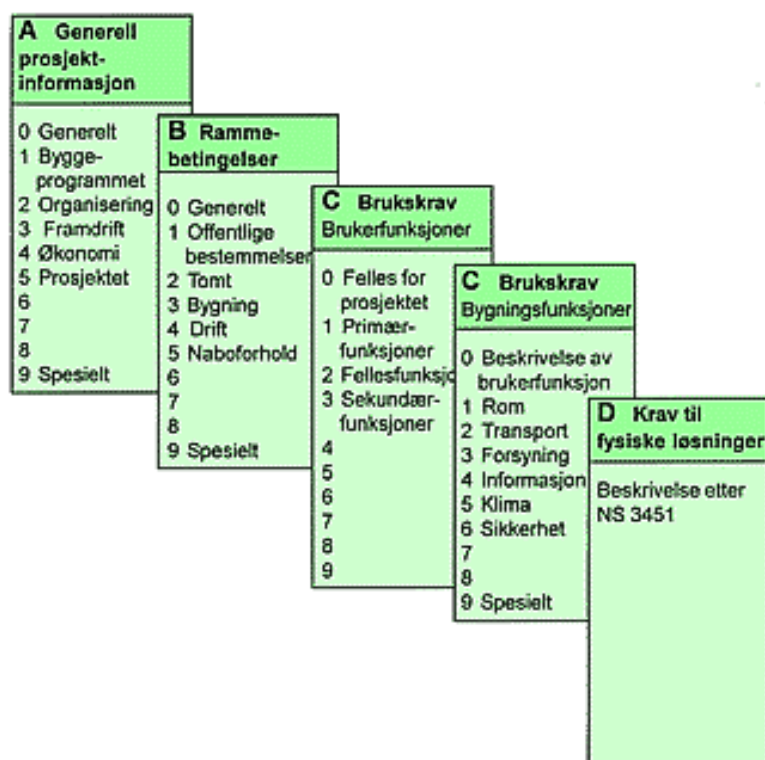 A Generell
prosjekt-
informasjon
0 Generelt
1 Bygge-
programmet
2 Organisering
3 Framdrift
4 Økonomi
5 Prosjektet
6
7
8
9 Spesielt
B Ramme-
betingelser
0 Generelt
1 Offentlige
bestemmelser
2 Tomt
3 Bygning
4 Drift
5 Naboforhold
6
7
8
9 Spesielt
C Brukskrav
Brukerfunksjoner
0 Felles for
prosjektet
1 Primær-
funksjoner
2 Fellesfunksjo
3 Sekundær-
funksjoner
4
5
6
7
8
9
C Brukskrav
Bygningsfunksjoner
0 Beskrivelse av
brukerfunksjon
1 Rom
2 Transport
3 Forsyning
4 Informasjon
5 Klima
6 Sikkerhet
7
8
9 Spesielt
D Krav til
fysiske løsninger
Beskrivelse etter
NS 3451